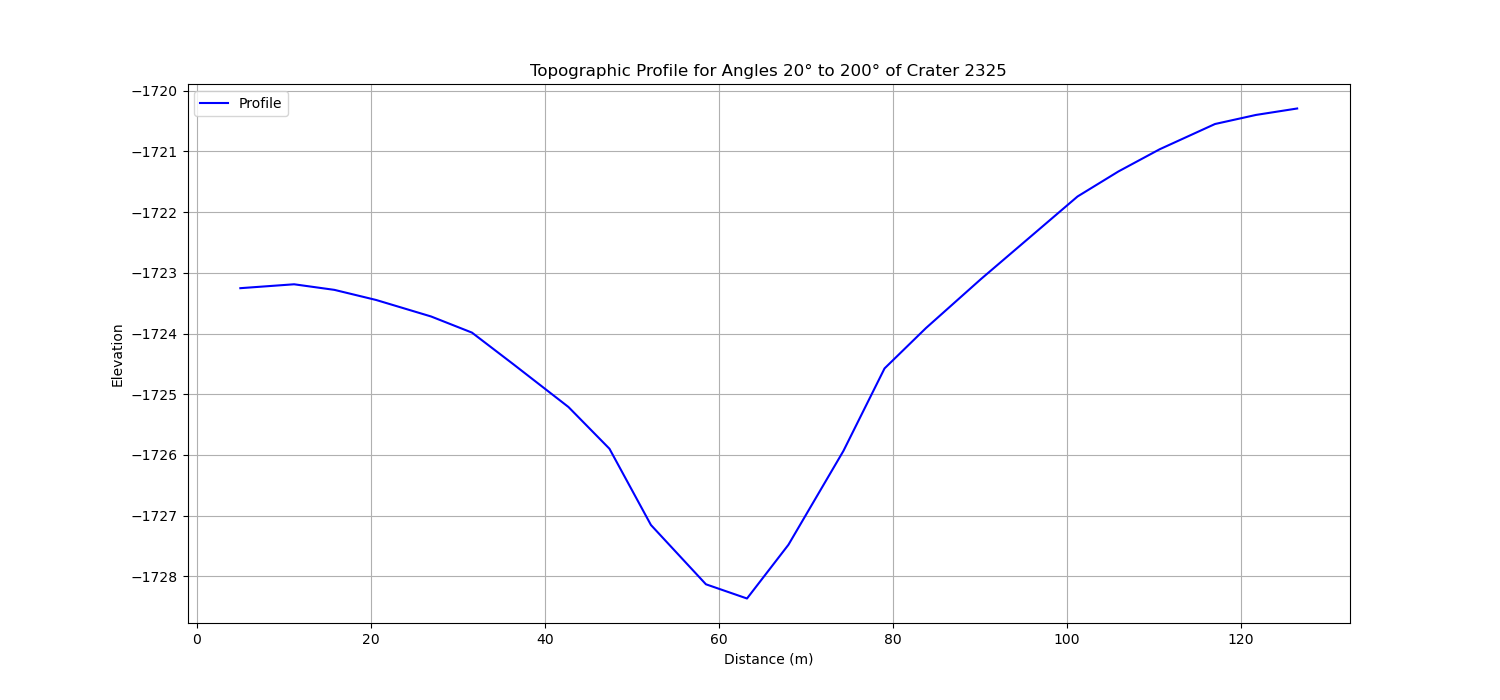 Topographic Profile for Angles 20° to 200° of Crater 2325
Profile
−1720
−1721
−1722
−1723
−1724
−1725
−1726
−1727
−1728
Elevation
0 20 40 60 80 100 120
Distance (m)